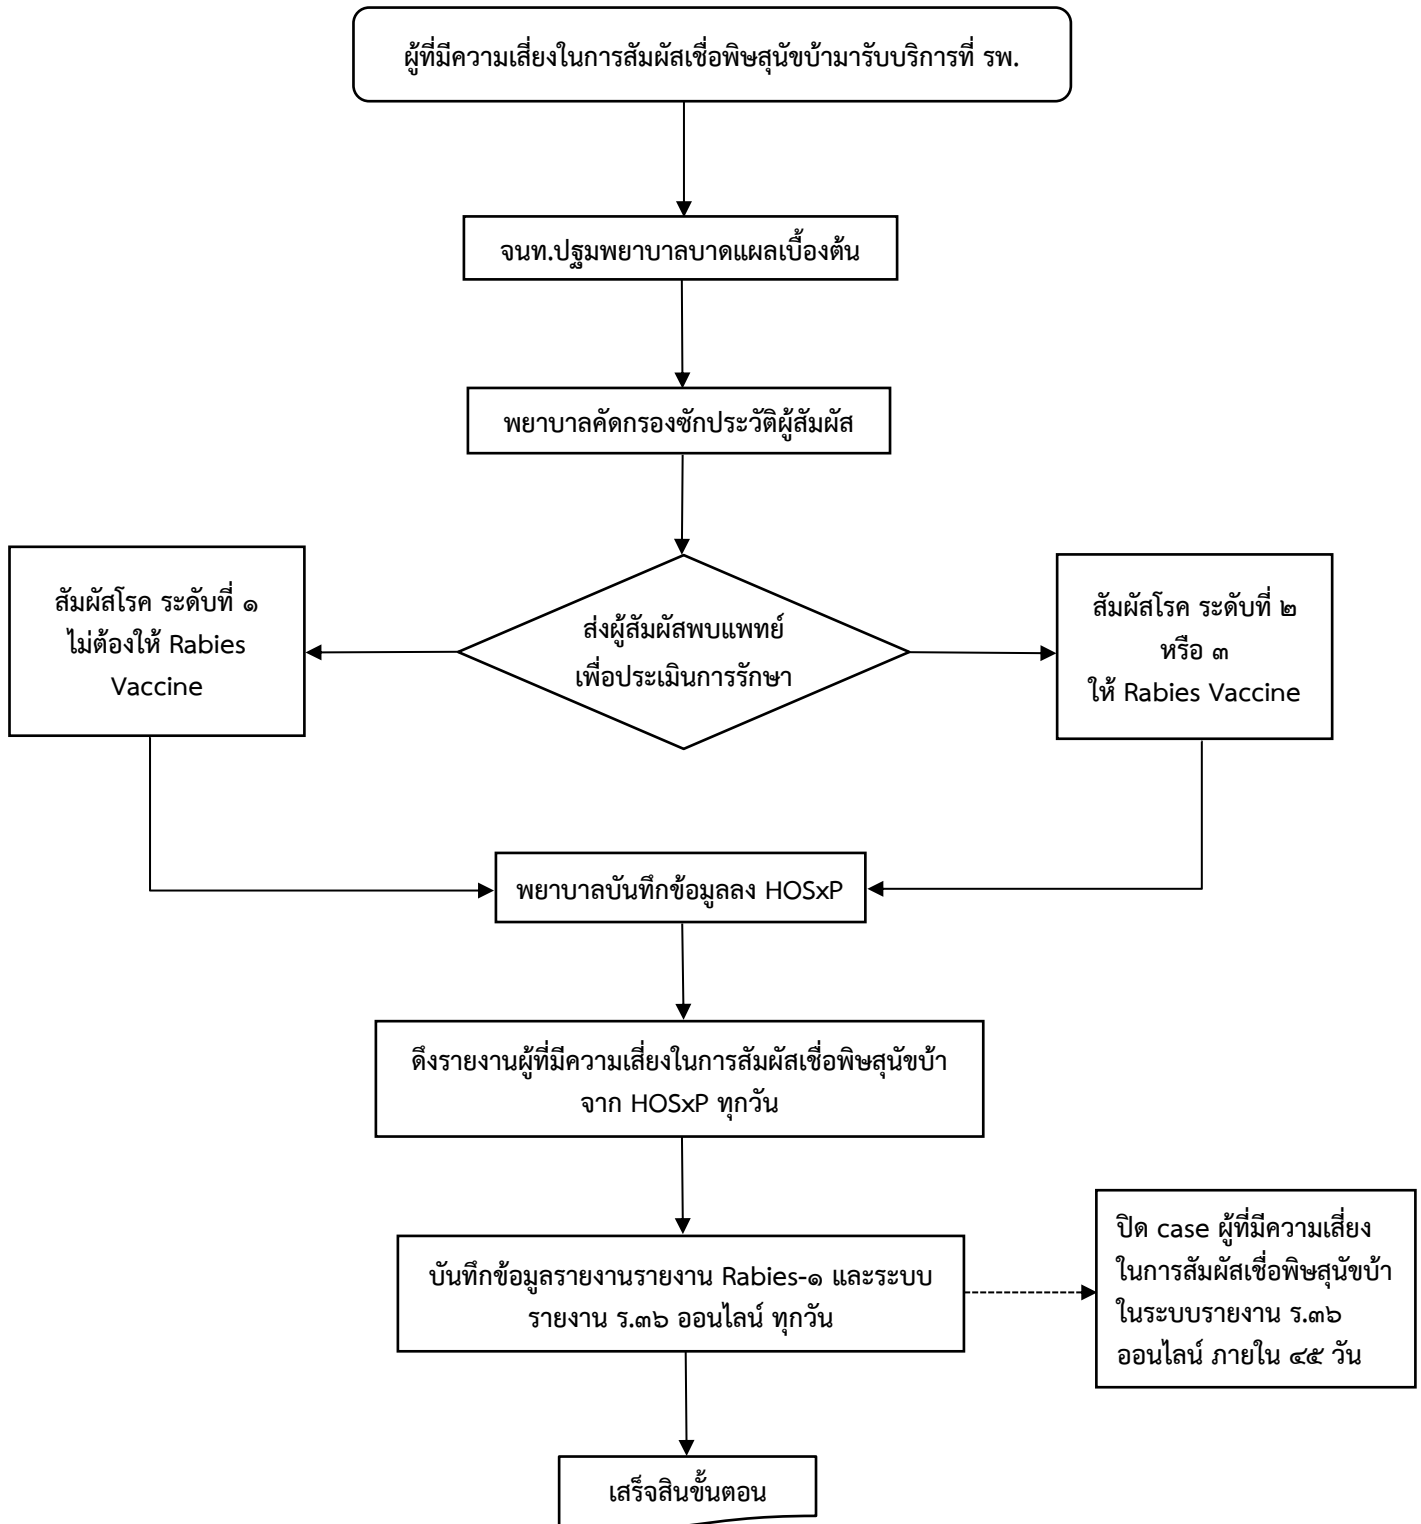 ผู้ที่มีความเสี่ยงในการสัมผัสเชื่อพิษสุนัขบ้ามารับบริการที่ รพ.
จนท.ปฐมพยาบาลบาดแผลเบื้องต้น
พยาบาลคัดกรองซักประวัติผู้สัมผัส
สัมผัสโรค ระดับที่ ๑
ไม่ต้องให้ Rabies
Vaccine
ส่งผู้สัมผัสพบแพทย์
เพื่อประเมินการรักษา
สัมผัสโรค ระดับที่ ๒
หรือ ๓
ให้ Rabies Vaccine
พยาบาลบันทึกข้อมูลลง HOSxP
ดึงรายงานผู้ที่มีความเสี่ยงในการสัมผัสเชื่อพิษสุนัขบ้า
จาก HOSxP ทุกวัน
บันทึกข้อมูลรายงานรายงาน Rabies-๑ และระบบ
รายงาน ร.๓๖ ออนไลน์ ทุกวัน
ปิด case ผู้ที่มีความเสี่ยง
ในการสัมผัสเชื่อพิษสุนัขบ้า
ในระบบรายงาน ร.๓๖
ออนไลน์ ภายใน ๔๕ วัน
เสร็จสินขั้นตอน